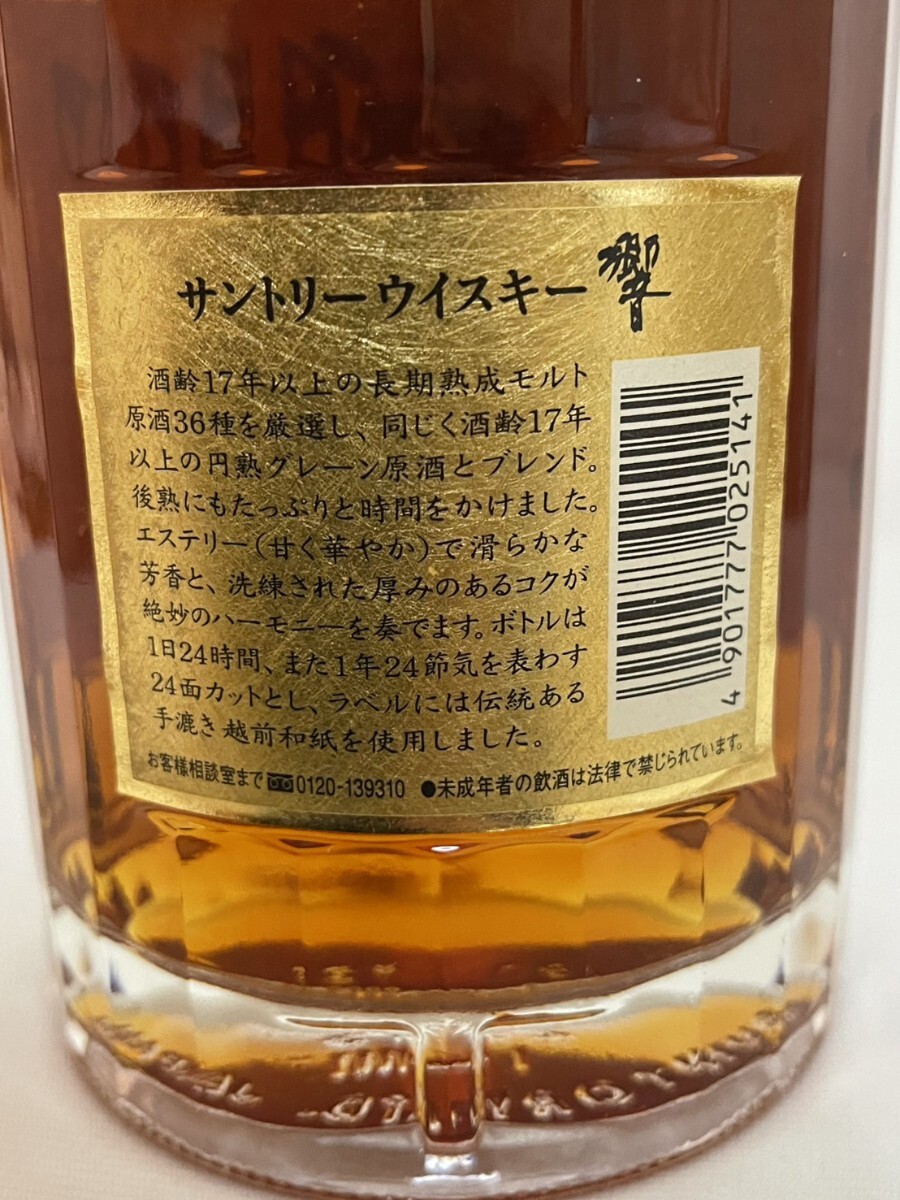 サントリーウイスキー 響
酒齢17年以上の長期熟成モルト
原酒36種を厳選し、同じく酒齢17年
以上の円熟グレーン原酒とブレンド。
後熟にもたっぷりと時間をかけました。
エステリー(甘く華やか)で滑らかな
芳香と、洗練された厚みのあるコクが
絶妙のハーモニーを奏でます。ボトルは
1日24時間、また1年24節気を表わす
24面カットとし、ラベルには伝統ある
手漉き越前和紙を使用しました。
お客様相談室まで 0120-139310 ●未成年者の飲酒は法律で禁じられています。
4 901777 025141